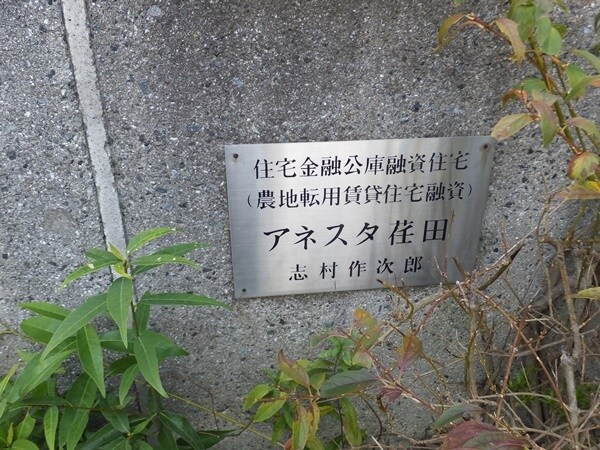 住宅金融公庫融資住宅
(農地転用賃貸住宅融資)
アネスタ荏田
志村作次郎